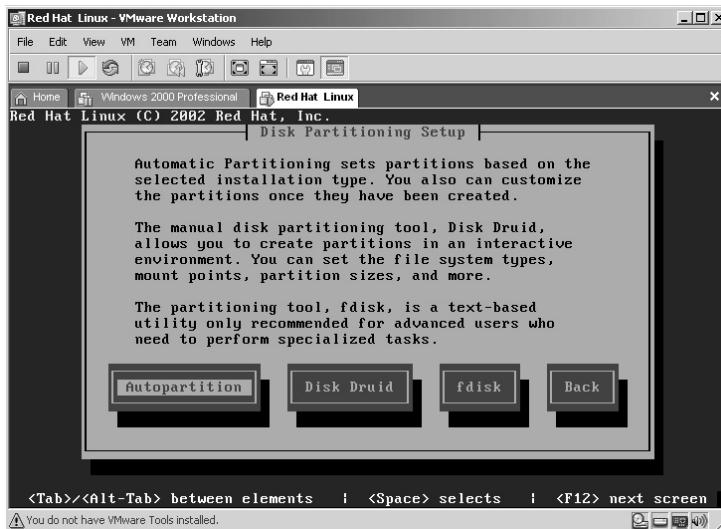 Red Hat Linux - VMware Workstation
File Edit View VM Team Windows Help
Home Windows 2000 Professional Red Hat Linux
Red Hat Linux (C) 2002 Red Hat, Inc.
Disk Partitioning Setup
Automatic Partitioning sets partitions based on the
selected installation type. You also can customize
the partitions once they have been created.
The manual disk partitioning tool, Disk Druid,
allows you to create partitions in an interactive
environment. You can set the file system types,
mount points, partition sizes, and more.
The partitioning tool, fdisk, is a text-based
utility only recommended for advanced users who
need to perform specialized tasks.
Autopartition Disk Druid fdisk Back
<Tab>/<Alt-Tab> between elements | <Space> selects | <F12> next screen
You do not have VMware Tools installed.